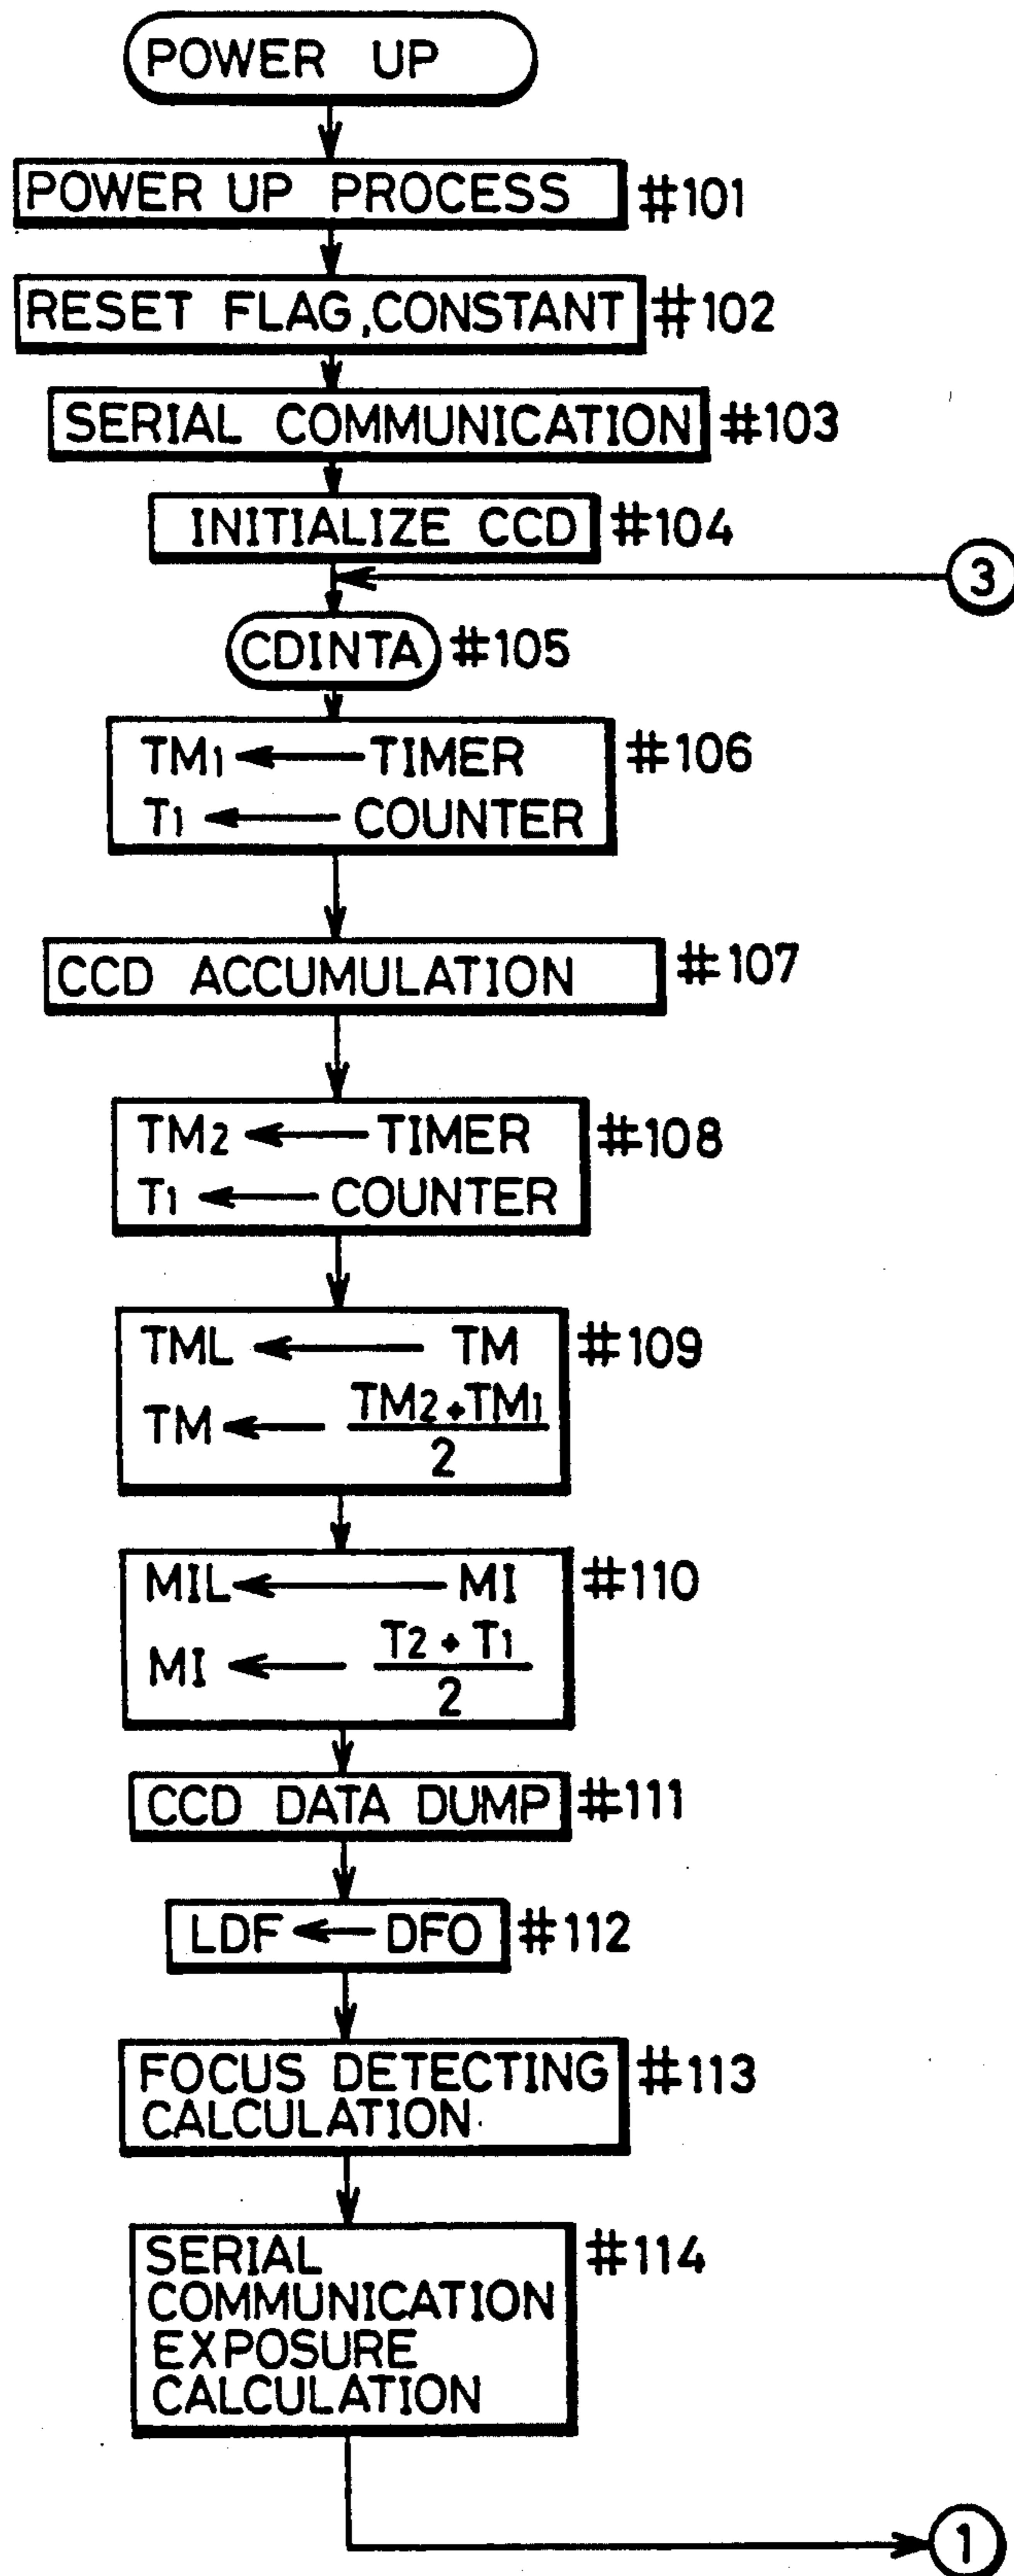 POWER UP
POWER UP PROCESS #101
RESET FLAG,CONSTANT #102
SERIAL COMMUNICATION #103
INITIALIZE CCD #104
3
CDINTA #105
TM1 ← TIMER #106
T1 ← COUNTER
CCD ACCUMULATION #107
TM2 ← TIMER #108
T1 ← COUNTER
TML ← TM #109
TM ← TM2+TM1
2
MIL ← MI #110
MI ← T2+T1
2
CCD DATA DUMP #111
LDF ← DFO #112
FOCUS DETECTING #113
CALCULATION
SERIAL #114
COMMUNICATION
EXPOSURE
CALCULATION
1